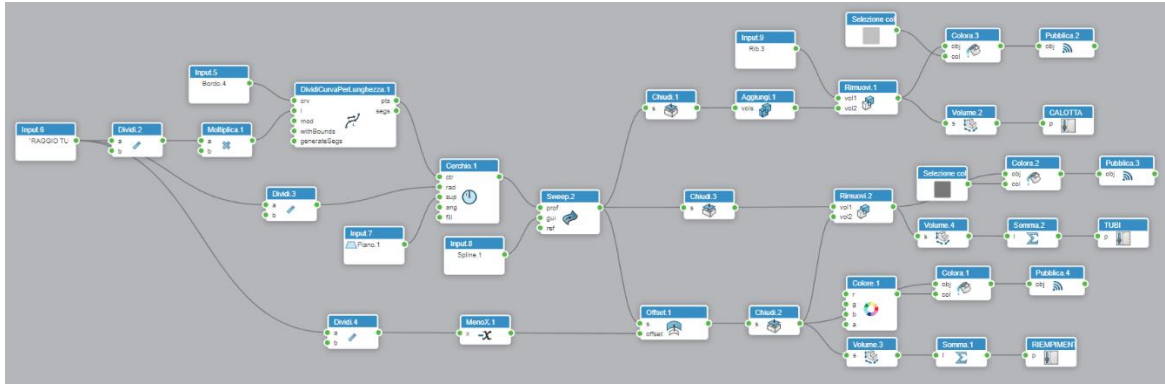 Selezione col
Input.9
Rib.3
Colora.3
obj
col
Pubblica.2
obj
Input.5
Bordo.4
DividiCurvaPerLunghezza.1
crv
pts
l
segs
mod
withBounds
generateSegs
Chiudi.1
s
Aggiungi.1
vols
Rimuovi.1
vol1
vol2
Volume.2
s
CALOTTA
p
Input.6
"RAGGIO TU
Dividi.2
a
b
Moltiplica.1
a
b
Cerchio.1
ctr
rad
sup
ang
fill
Dividi.3
a
b
Sweep.2
prof
gui
ref
Chiudi.3
s
Selezione col
Colora.2
obj
col
Pubblica.3
obj
Rimuovi.2
vol1
vol2
Volume.4
s
Somma.2
l
TUBI
p
Input.7
Piano.1
Input.8
Spline.1
Colore.1
r
g
b
a
Colora.1
obj
col
Pubblica.4
obj
Dividi.4
a
b
MenoX.1
x
-x
Offset.1
s
offset
Chiudi.2
s
Volume.3
s
Somma.1
l
RIEMPIMENT
p